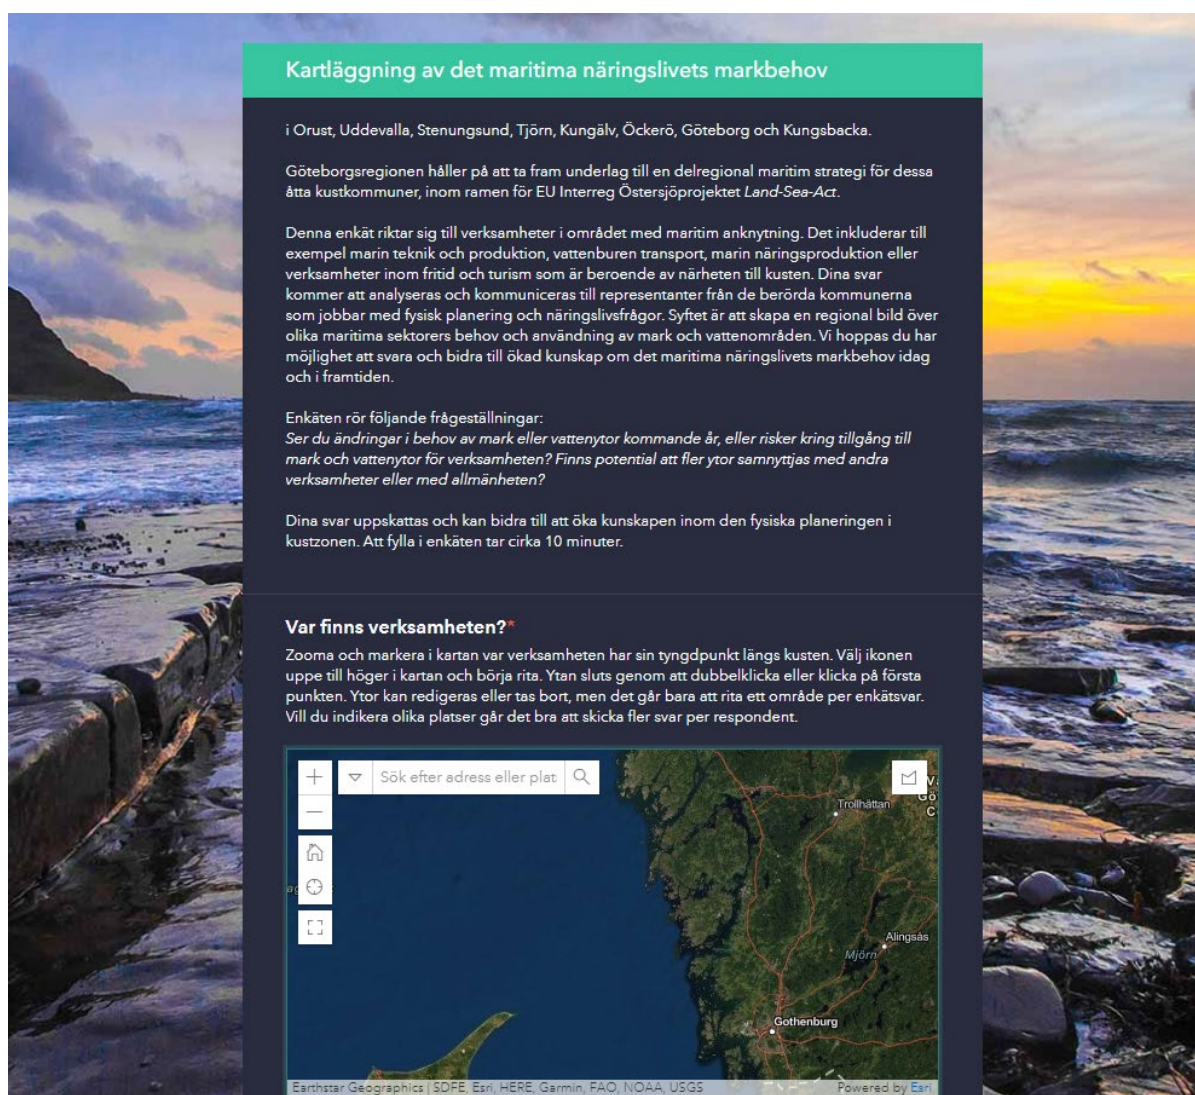 Kartläggning av det maritima näringslivets markbehov
i Orust, Uddevalla, Stenungsund, Tjörn, Kungälv, Öckerö, Göteborg och Kungsbacka.
Göteborgsregionen håller på att ta fram underlag till en delregional maritim strategi för dessa
åtta kustkommuner, inom ramen för EU Interreg Östersjöprojektet Land-Sea-Act.
Denna enkät riktar sig till verksamheter i området med maritim anknytning. Det inkluderar till
exempel marin teknik och produktion, vattenburen transport, marin näringsproduktion eller
verksamheter inom fritid och turism som är beroende av närheten till kusten. Dina svar
kommer att analyseras och kommuniceras till representanter från de berörda kommunerna
som jobbar med fysisk planering och näringslivsfrågor. Syftet är att skapa en regional bild över
olika maritima sektorers behov och användning av mark och vattenområden. Vi hoppas du har
möjlighet att svara och bidra till ökad kunskap om det maritima näringslivets markbehov idag
och i framtiden.
Enkäten rör följande frågeställningar:
Ser du ändringar i behov av mark eller vattenytor kommande år, eller risker kring tillgång till
mark och vattenytor för verksamheten? Finns potential att fler ytor samnyttjas med andra
verksamheter eller med allmänheten?
Dina svar uppskattas och kan bidra till att öka kunskapen inom den fysiska planeringen i
kustzonen. Att fylla i enkäten tar cirka 10 minuter.
Var finns verksamheten?*
Zooma och markera i kartan var verksamheten har sin tyngdpunkt längs kusten. Välj ikonen
uppe till höger i kartan och börja rita. Ytan sluts genom att dubbelklicka eller klicka på första
punkten. Ytor kan redigeras eller tas bort, men det går bara att rita ett område per enkätsvar.
Vill du indikera olika platser går det bra att skicka fler svar per respondent.
Sök efter adress eller plat
Trollhättan
Alingsås
Mjörn
Gothenburg
Earthstar Geographics | SDFE, Esri, HERE, Garmin, FAO, NOAA, USGS
Powered by Esri